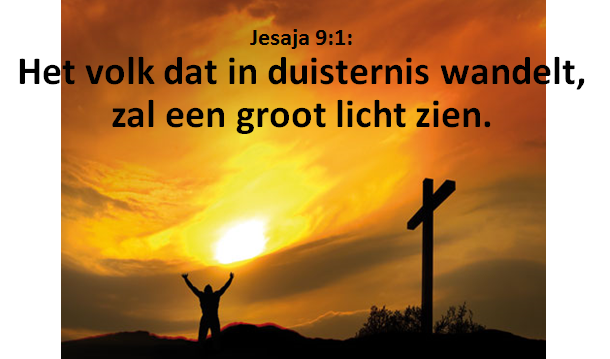 Jesaja 9:1:
Het volk dat in duisternis wandelt,
zal een groot licht zien.